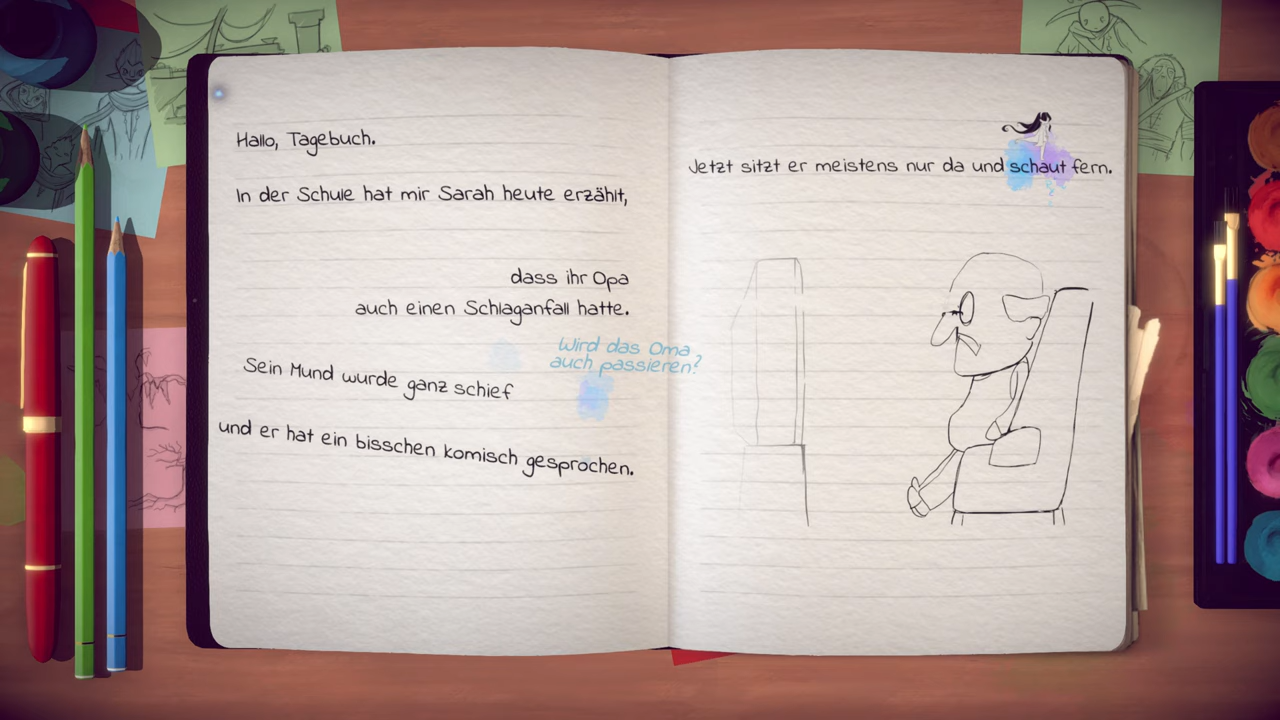 Hallo, Tagebuch.
In der Schule hat mir Sarah heute erzählt,
dass ihr Opa
auch einen Schlaganfall hatte.
Wird das Oma
auch passieren?
Sein Mund wurde ganz schief
und er hat ein bisschen komisch gesprochen.
Jetzt sitzt er meistens nur da und schaut fern.